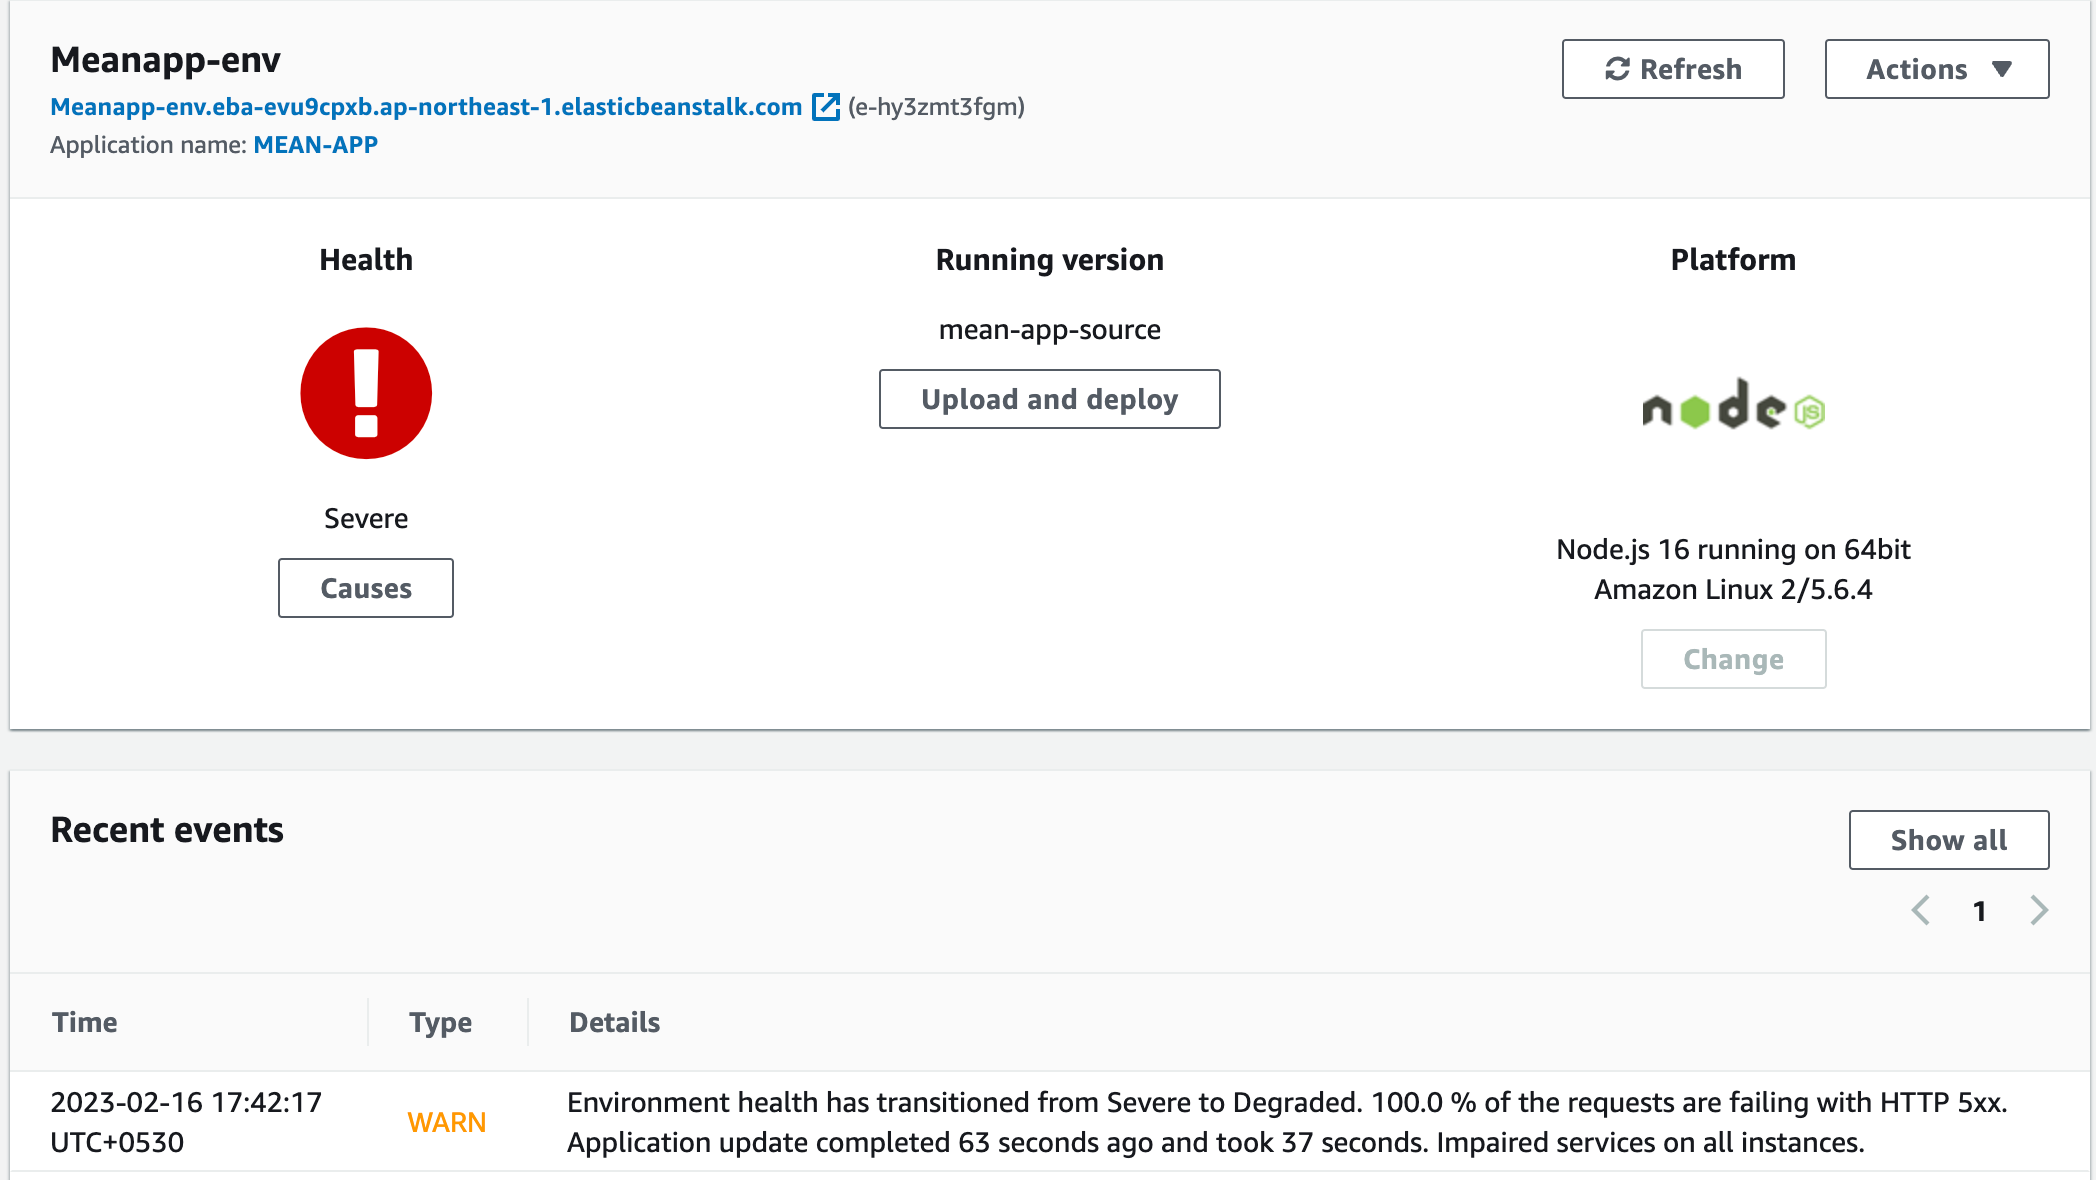 Meanapp-env
Refresh
Actions
Meanapp-env.eba-evu9cpxb.ap-northeast-1.elasticbeanstalk.com (e-hy3zmt3fgm)
Application name: MEAN-APP
Health
Severe
Causes
Running version
mean-app-source
Upload and deploy
Platform
node JS
Node.js 16 running on 64bit
Amazon Linux 2/5.6.4
Change
Recent events
Show all
1
Time Type Details
2023-02-16 17:42:17
UTC+0530
WARN
Environment health has transitioned from Severe to Degraded. 100.0 % of the requests are failing with HTTP 5xx.
Application update completed 63 seconds ago and took 37 seconds. Impaired services on all instances.